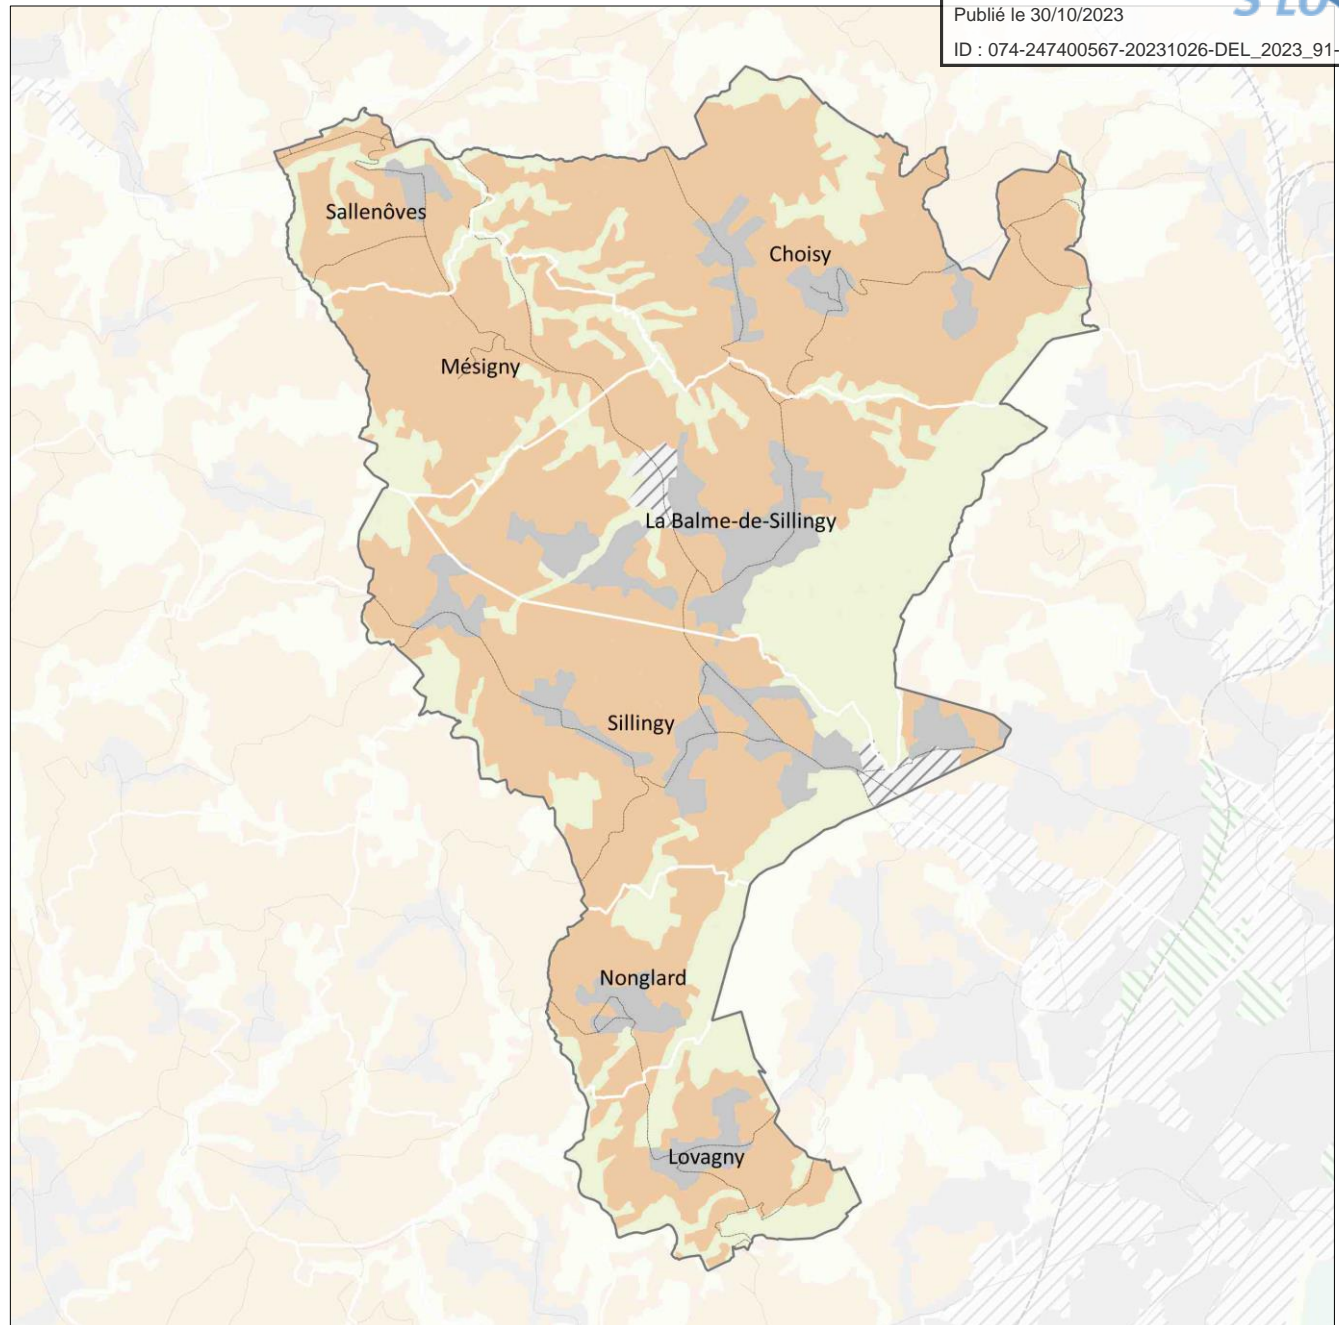 Publié le 30/10/2023
ID : 074-247400567-20231026-DEL_2023_91-
Sallenôves
Choisy
Mésigny
La Balme-de-Sillingy
Sillingy
Nonglard
Lovagny